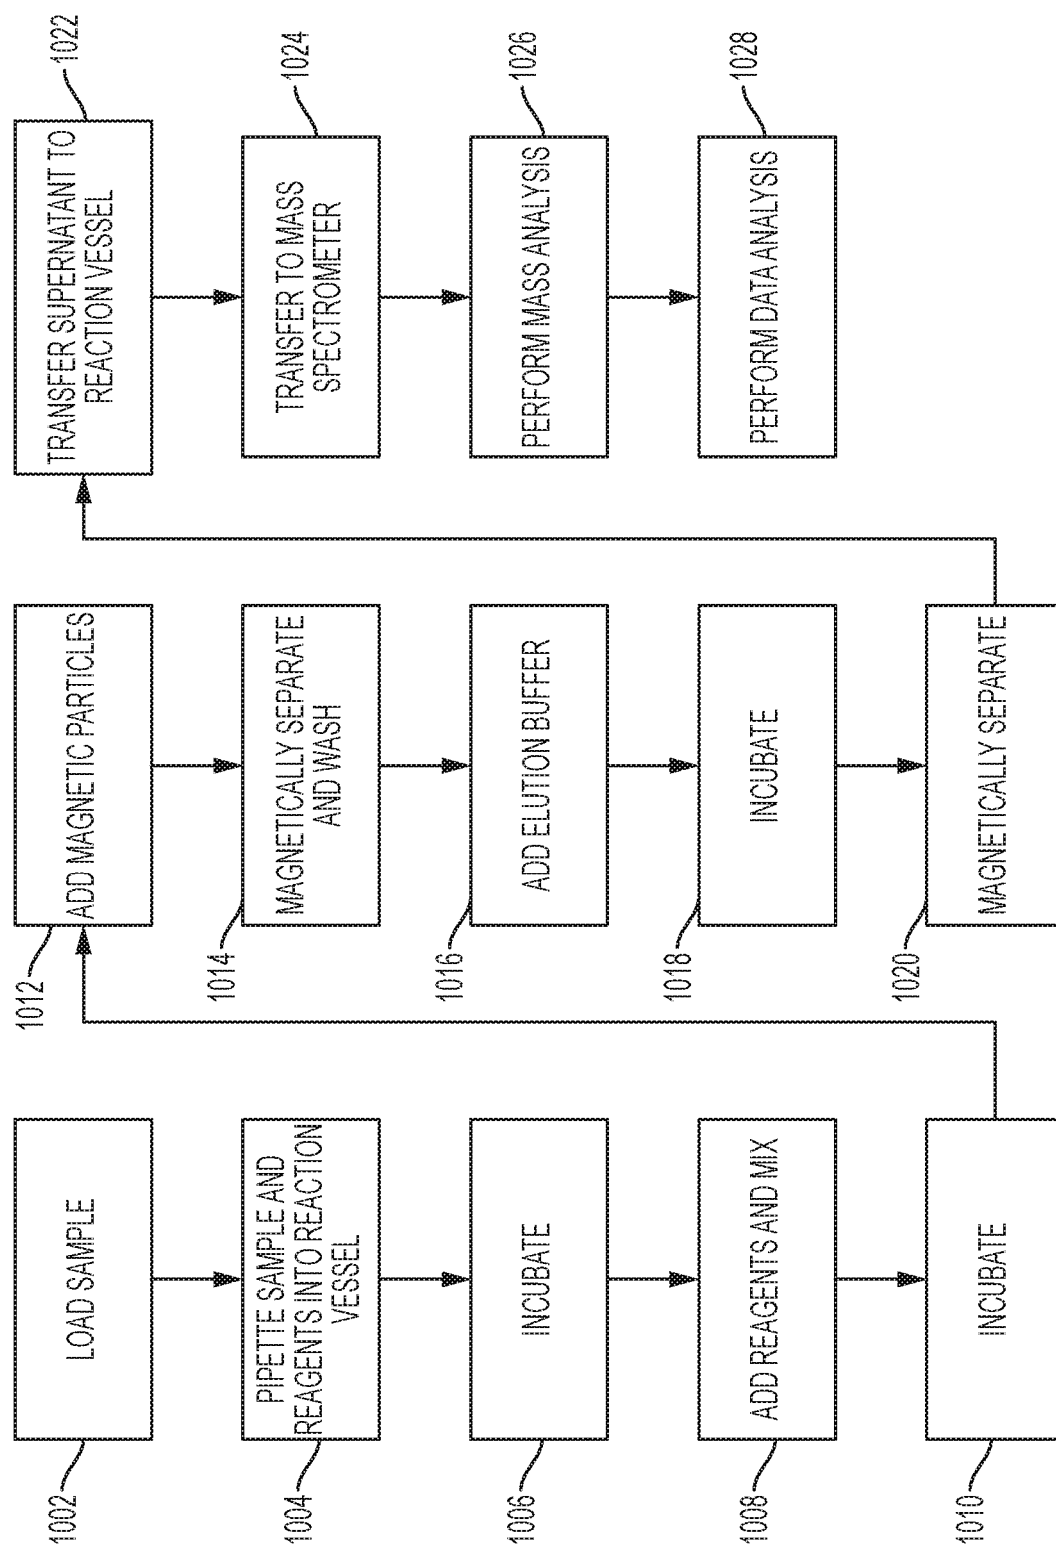 1002
LOAD SAMPLE
1004
PIPETTE SAMPLE AND
REAGENTS INTO REACTION
VESSEL
1006
INCUBATE
1008
ADD REAGENTS AND MIX
1010
INCUBATE
1012
ADD MAGNETIC PARTICLES
1014
MAGNETICALLY SEPARATE
AND WASH
1016
ADD ELUTION BUFFER
1018
INCUBATE
1020
MAGNETICALLY SEPARATE
1022
TRANSFER SUPERNATANT TO
REACTION VESSEL
1024
TRANSFER TO MASS
SPECTROMETER
1026
PERFORM MASS ANALYSIS
1028
PERFORM DATA ANALYSIS